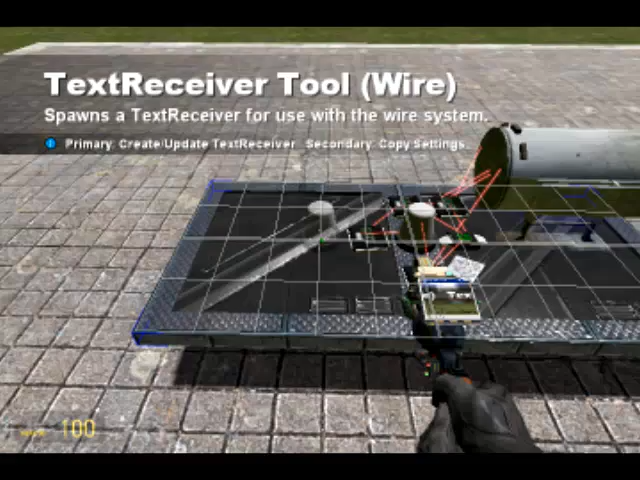 TextReceiver Tool (Wire)
Spawns a TextReceiver for use with the wire system.
Primary: Create/Update TextReceiver Secondary: Copy Settings
100